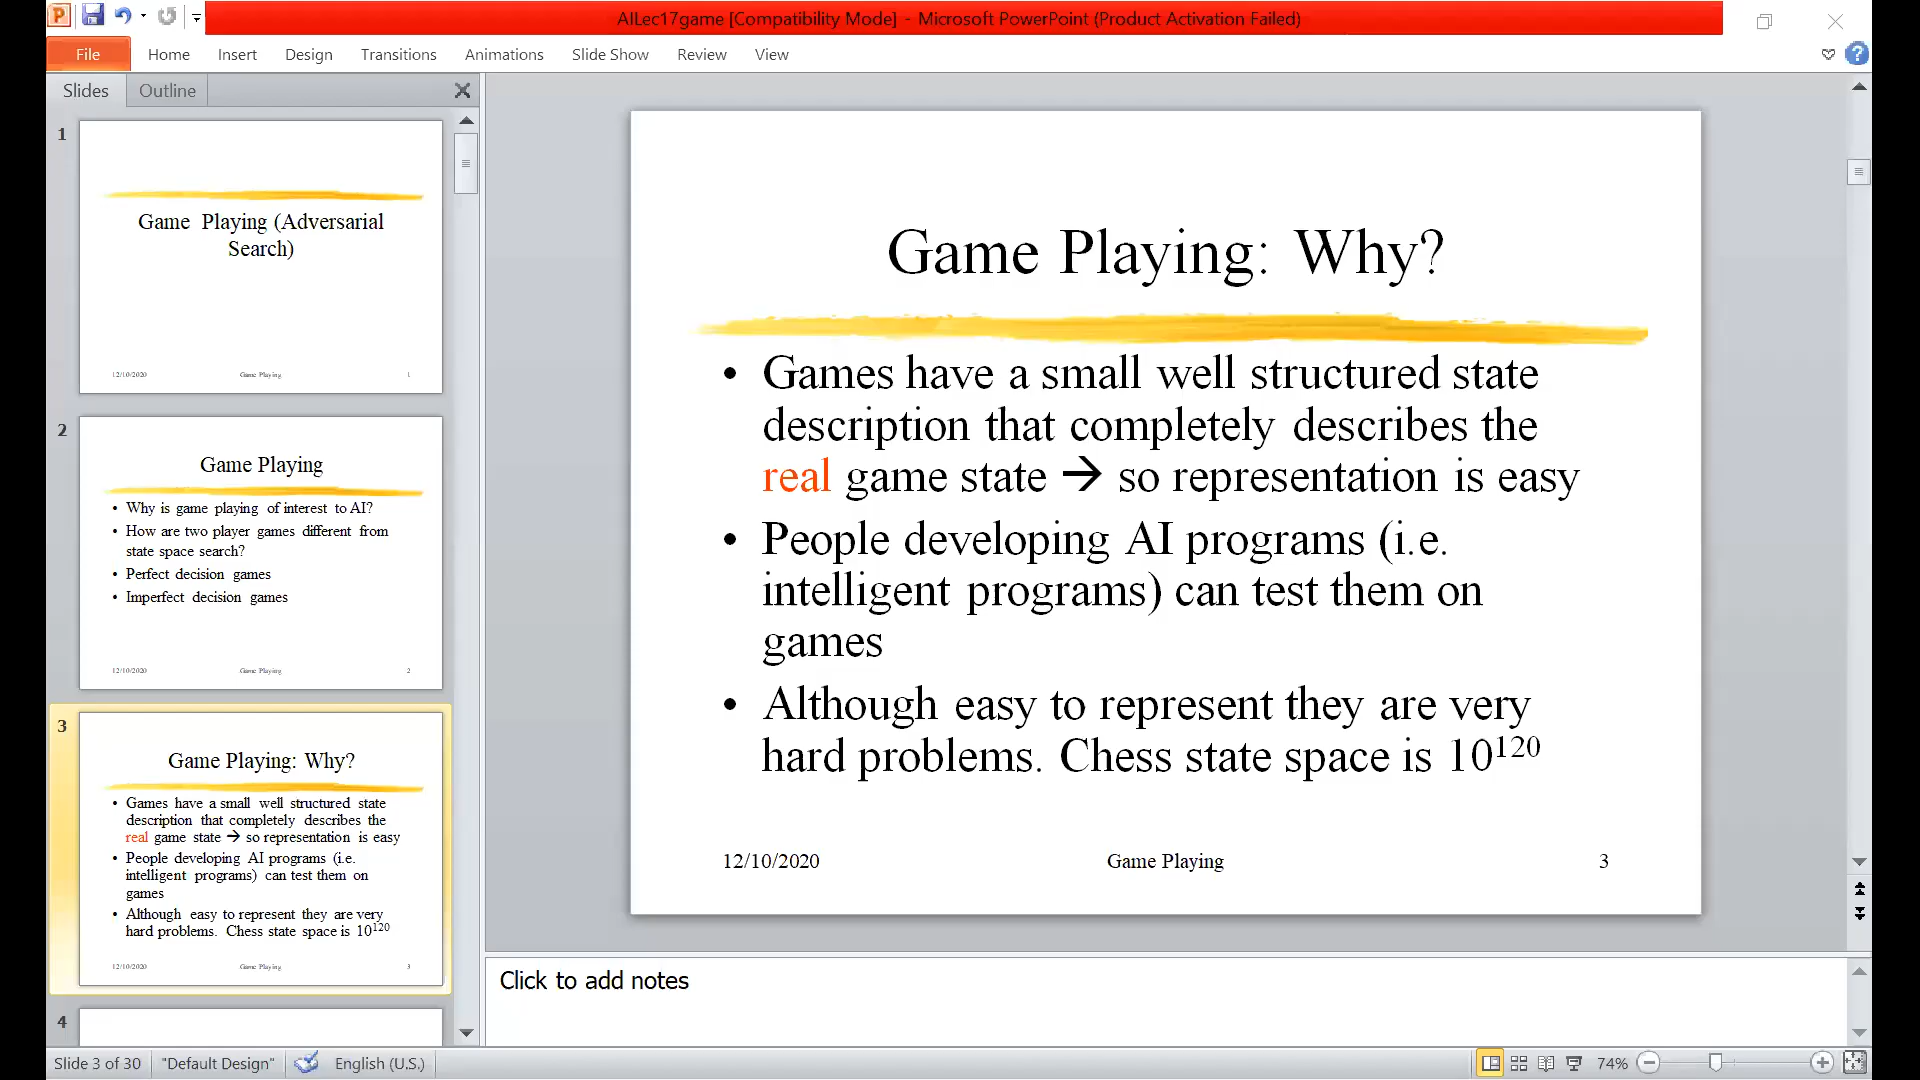 AILec17game [Compatibility Mode] - Microsoft PowerPoint (Product Activation Failed)
File Home Insert Design Transitions Animations Slide Show Review View
Slides Outline
1
Game Playing (Adversarial
Search)
12/10/2020 Game Playing 1
2
Game Playing
• Why is game playing of interest to AI?
• How are two player games different from
state space search?
• Perfect decision games
• Imperfect decision games
12/10/2020 Game Playing 2
3
Game Playing: Why?
• Games have a small well structured state
description that completely describes the
real game state → so representation is easy
• People developing AI programs (i.e.
intelligent programs) can test them on
games
• Although easy to represent they are very
hard problems. Chess state space is 10¹²⁰
12/10/2020 Game Playing 3
4
Game Playing: Why?
• Games have a small well structured state
description that completely describes the
real game state → so representation is easy
• People developing AI programs (i.e.
intelligent programs) can test them on
games
• Although easy to represent they are very
hard problems. Chess state space is 10¹²⁰
12/10/2020 Game Playing 3
Click to add notes
Slide 3 of 30 "Default Design" English (U.S.) 74%